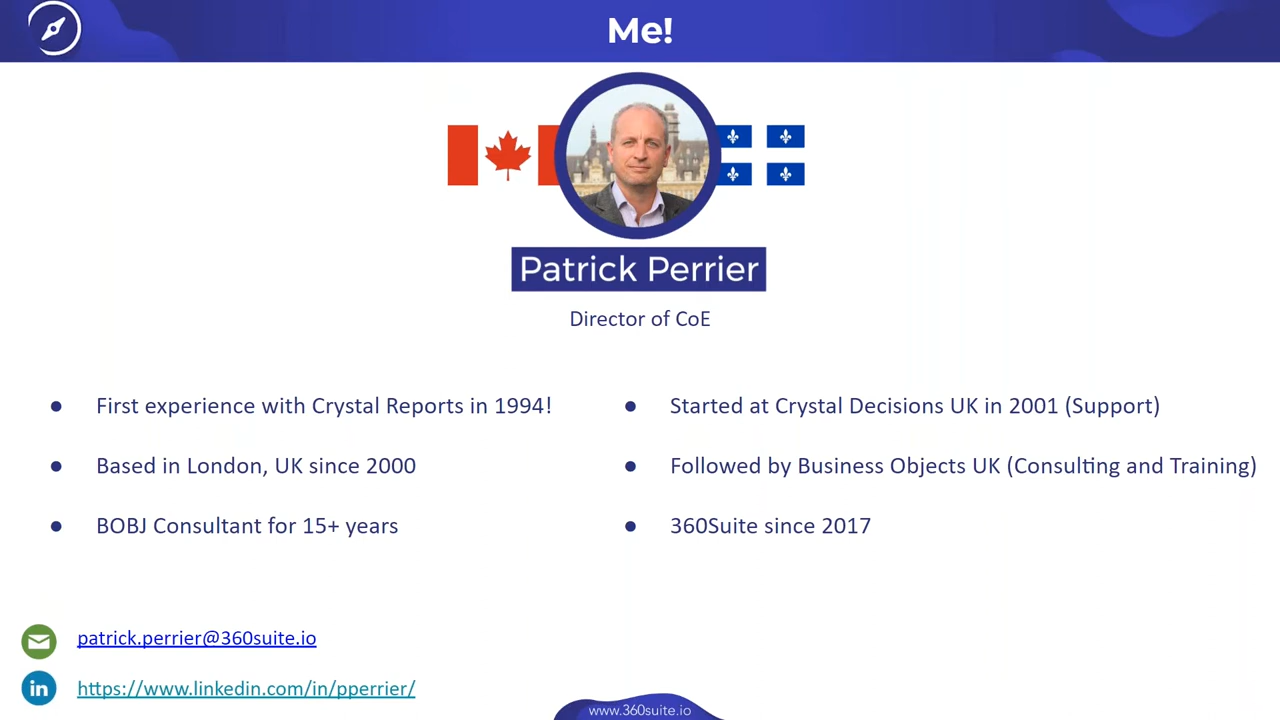 Me!
Patrick Perrier
Director of CoE
● First experience with Crystal Reports in 1994!
● Based in London, UK since 2000
● BOBJ Consultant for 15+ years
● Started at Crystal Decisions UK in 2001 (Support)
● Followed by Business Objects UK (Consulting and Training)
● 360Suite since 2017
patrick.perrier@360suite.io
in
https://www.linkedin.com/in/pperrier/
www.360suite.io